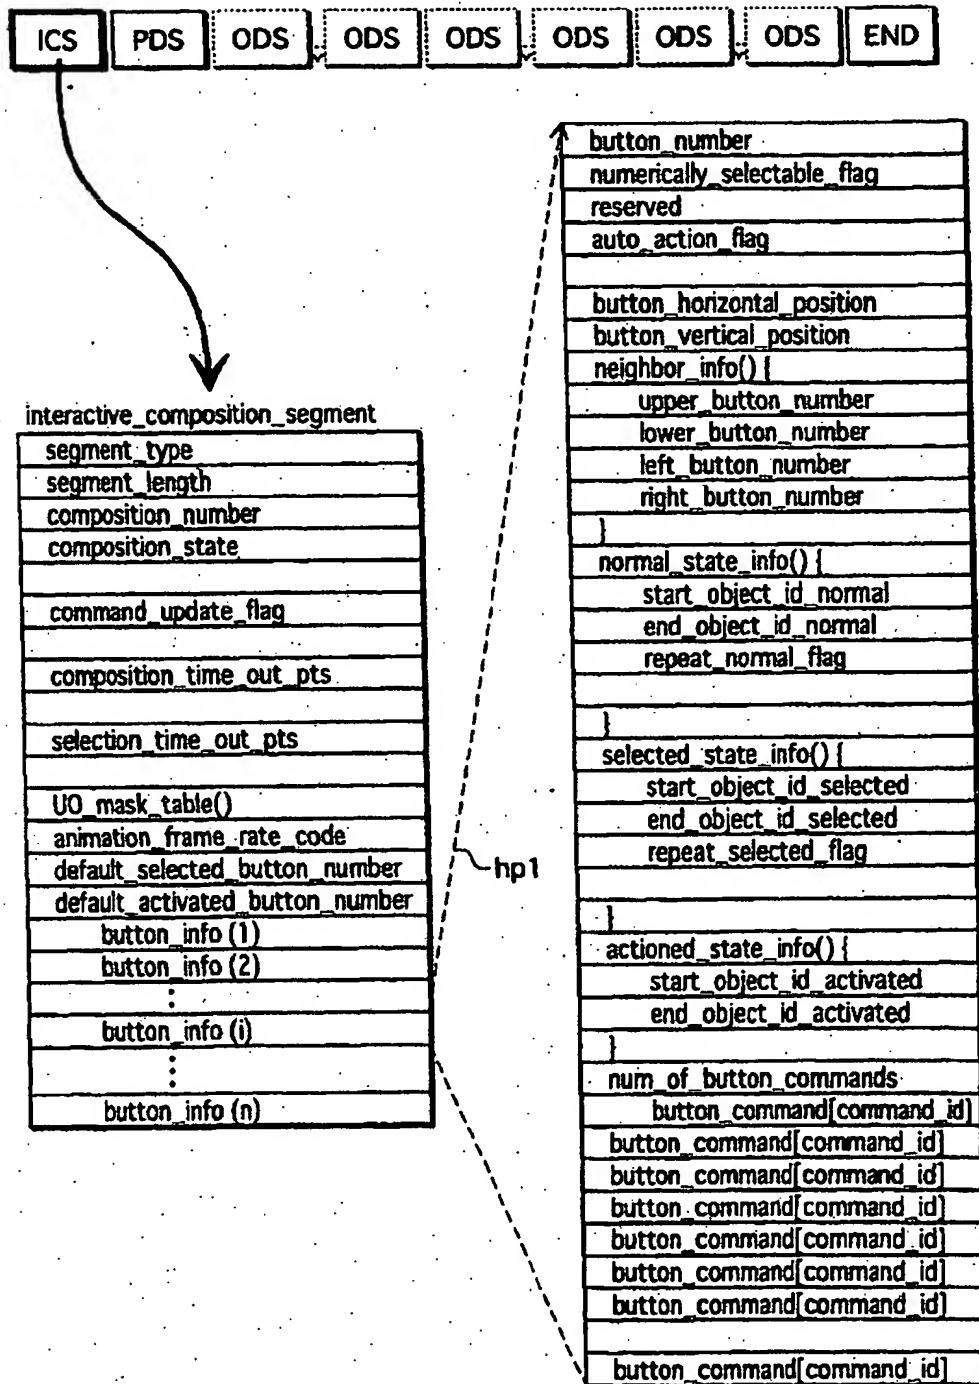 ICS PDS ODS ODS ODS ODS ODS ODS END
interactive_composition_segment
segment_type
segment_length
composition_number
composition_state
command_update_flag
composition_time_out_pts
selection_time_out_pts
UO_mask_table()
animation_frame_rate_code
default_selected_button_number
default_activated_button_number
button_info (1)
button_info (2)
button_info (i)
button_info (n)
hp1
button_number
numerically_selectable_flag
reserved
auto_action_flag
button_horizontal_position
button_vertical_position
neighbor_info() {
upper_button_number
lower_button_number
left_button_number
right_button_number
}
normal_state_info() {
start_object_id_normal
end_object_id_normal
repeat_normal_flag
}
selected_state_info() {
start_object_id_selected
end_object_id_selected
repeat_selected_flag
}
actioned_state_info() {
start_object_id_activated
end_object_id_activated
}
num_of_button_commands
button_command[command_id]
button_command[command_id]
button_command[command_id]
button_command[command_id]
button_command[command_id]
button_command[command_id]
button_command[command_id]
button_command[command_id]